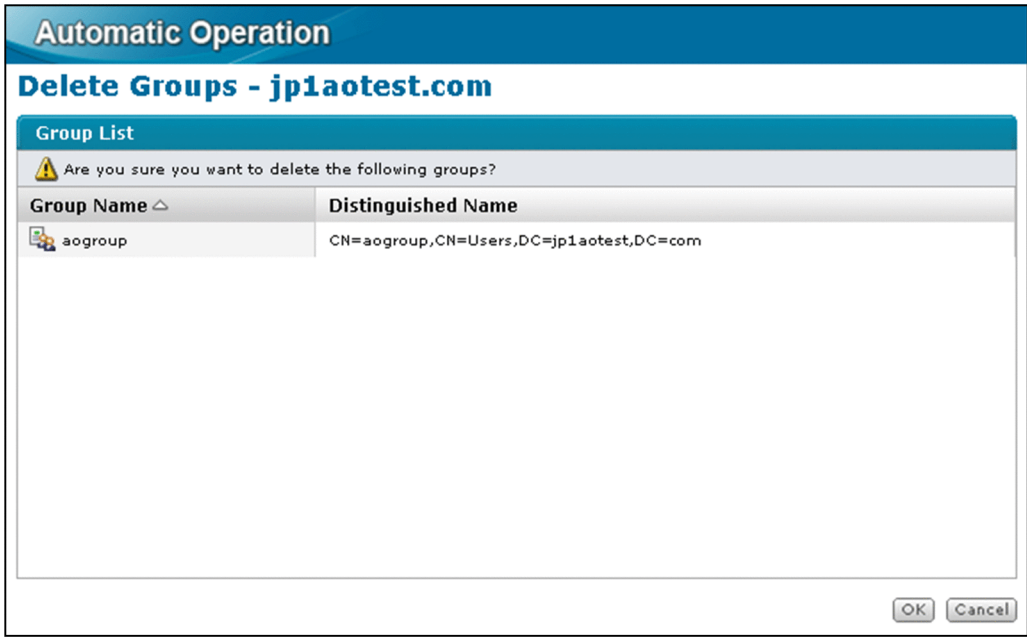 Automatic Operation
Delete Groups - jp1aotest.com
Group List
Are you sure you want to delete the following groups?
Group Name Distinguished Name
aogroup CN=aogroup,CN=Users,DC=jp1aotest,DC=com
OK Cancel